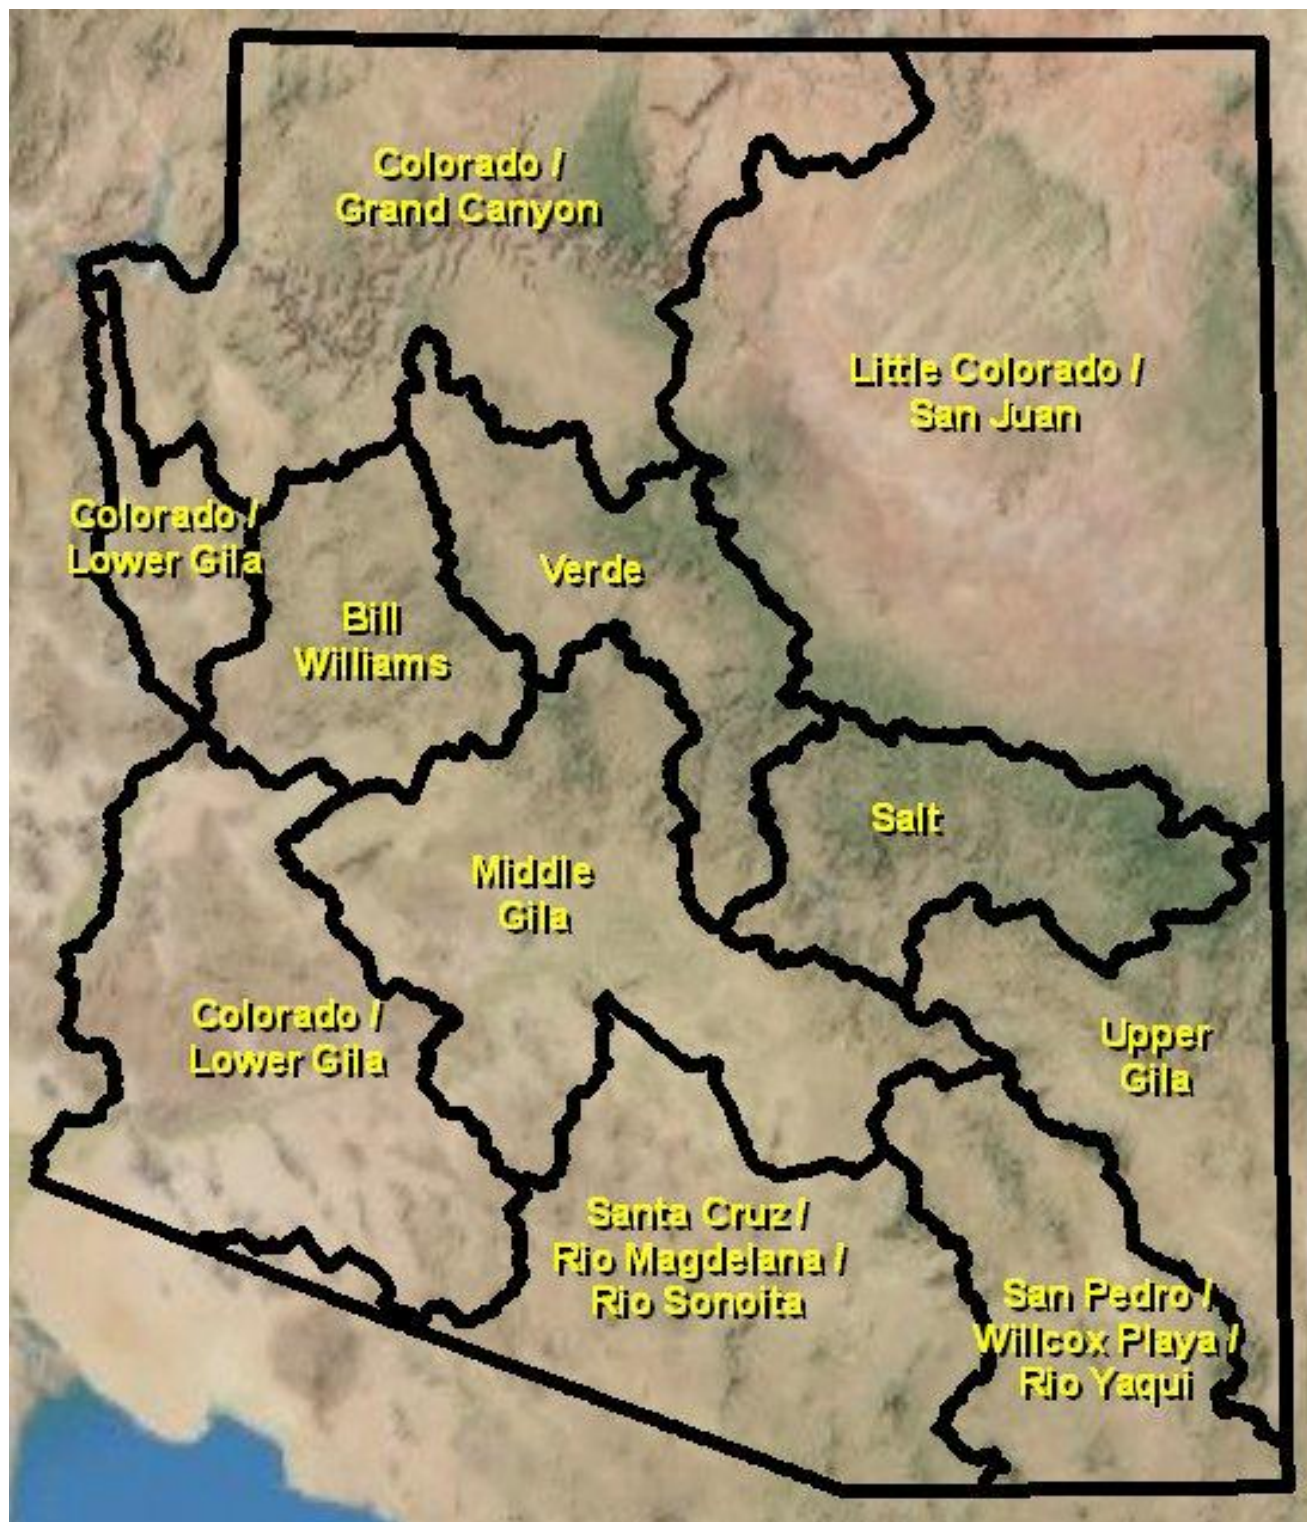 Colorado /
Grand Canyon
Little Colorado /
San Juan
Colorado /
Lower Gila
Verde
Bill
Williams
Salt
Middle
Gila
Colorado /
Lower Gila
Upper
Gila
Santa Cruz /
Rio Magdelana /
Rio Sonoita
San Pedro /
Willcox Playa /
Rio Yaqui